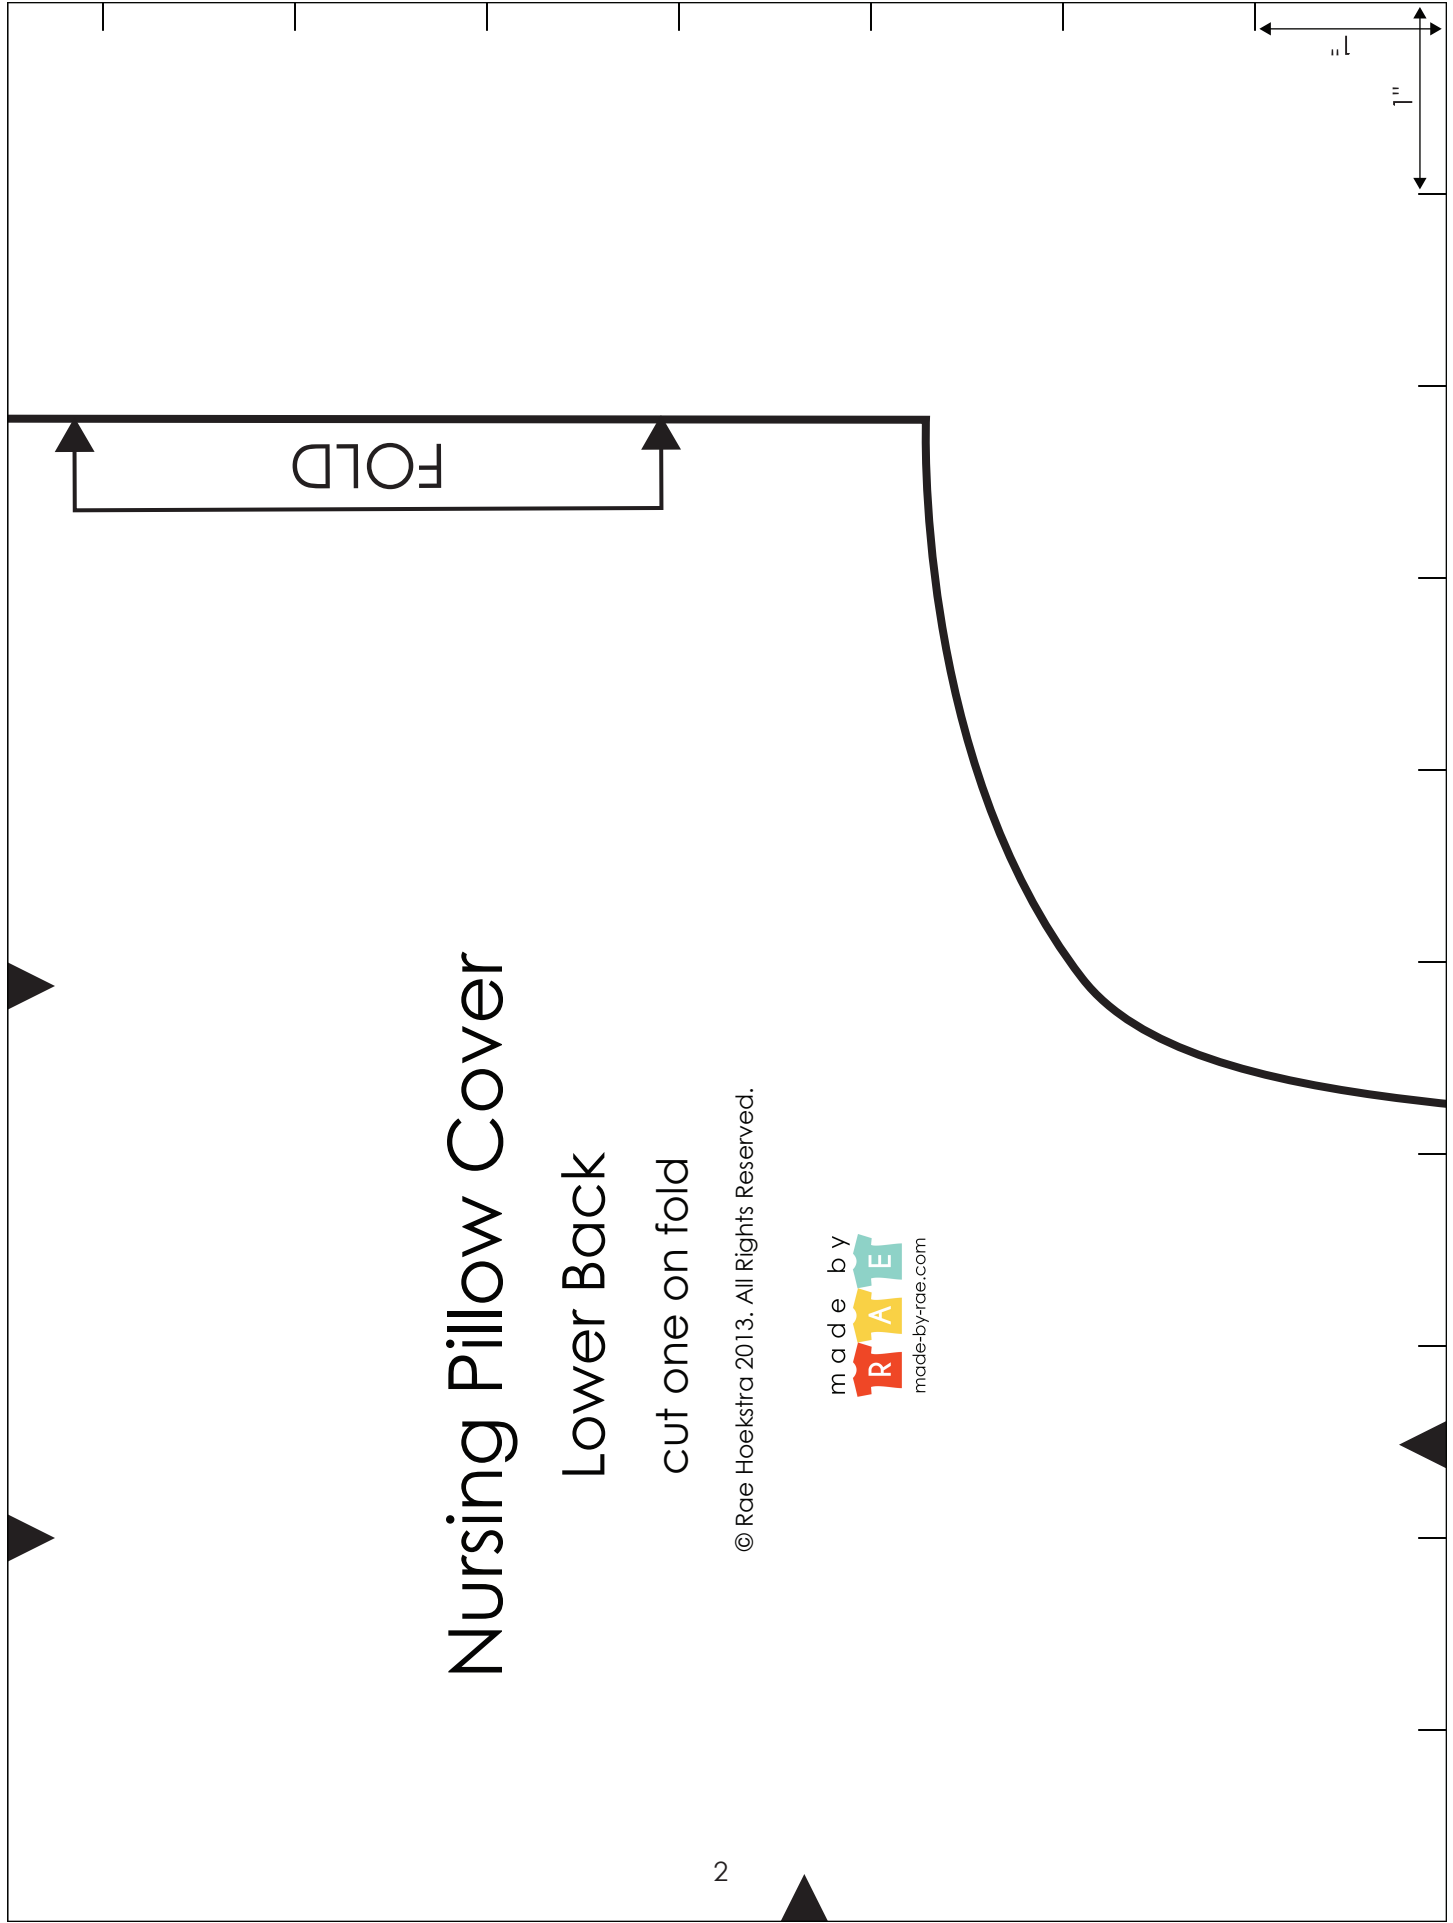 1"
1"
FOLD
Nursing Pillow Cover
Lower Back
cut one on fold
© Rae Hoekstra 2013. All Rights Reserved.
made by
RAE
made-by-rae.com
2